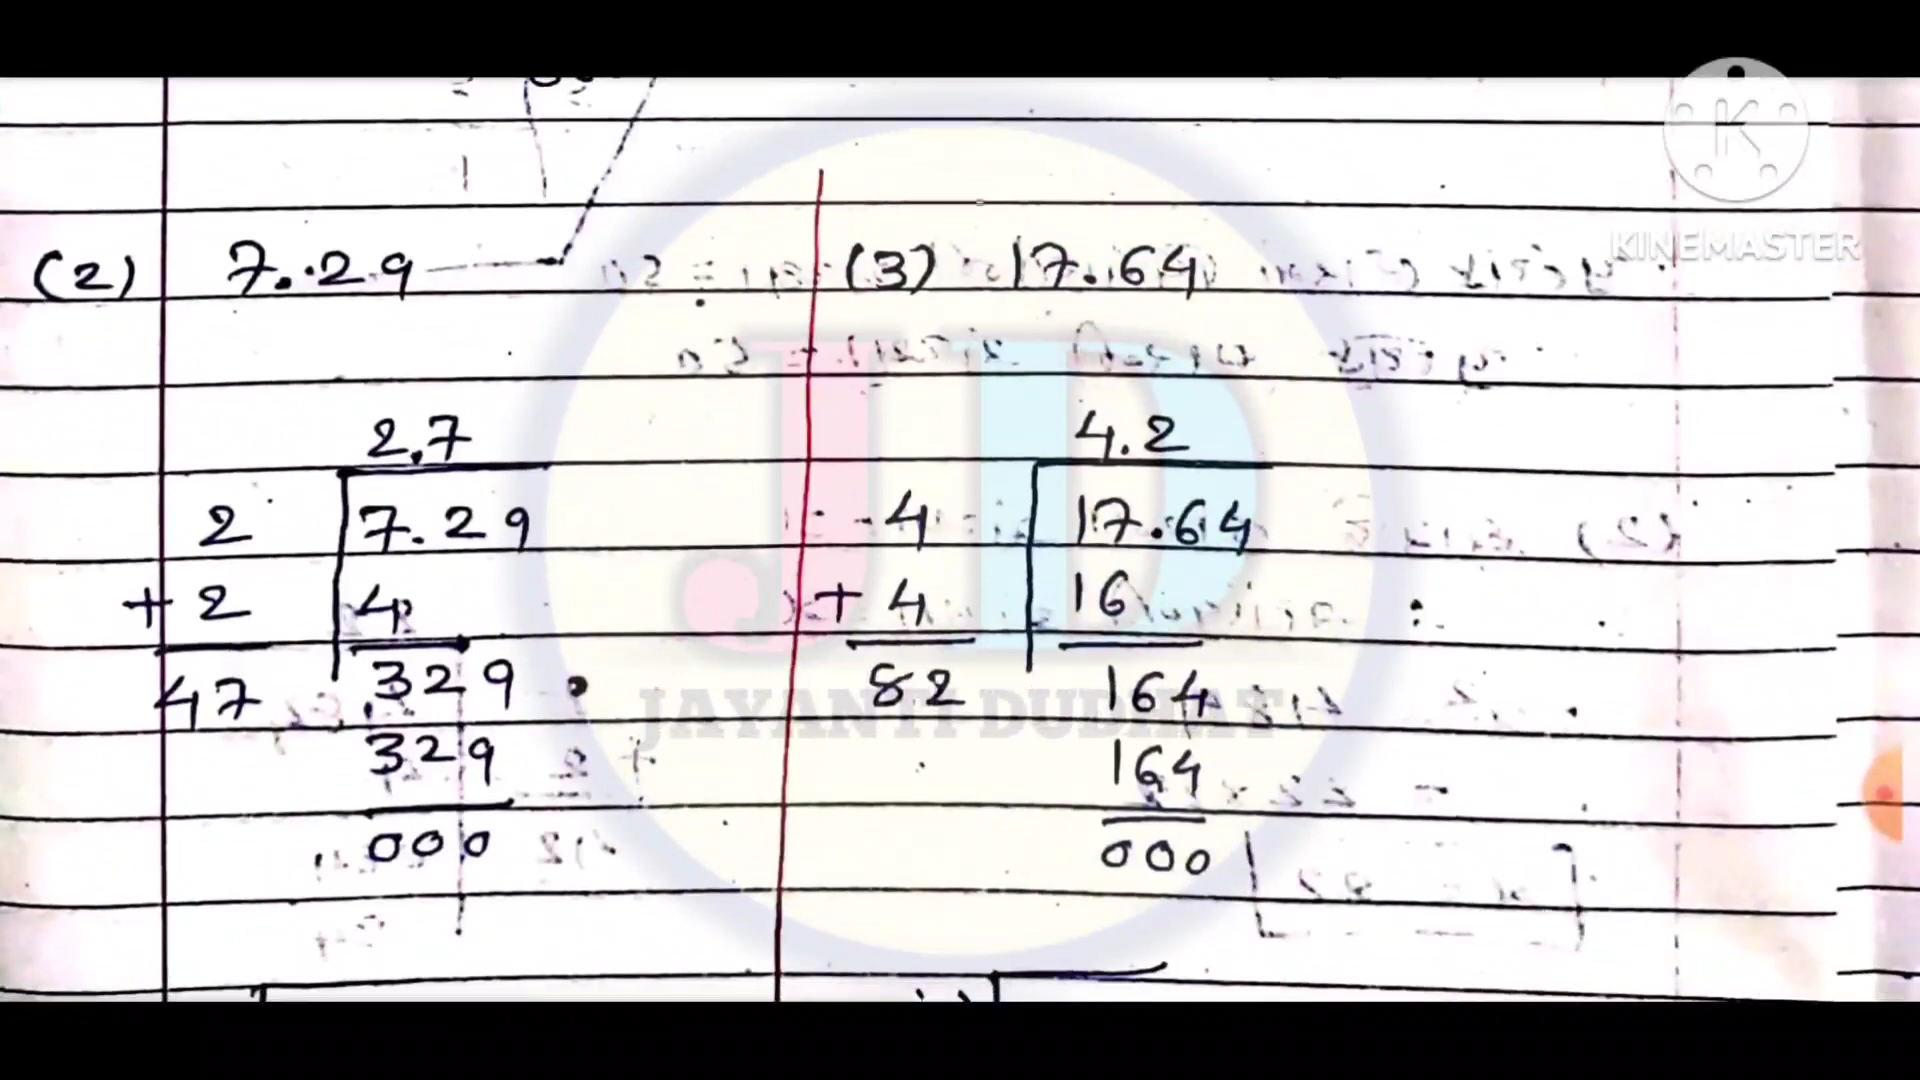 KINEMASTER
(2) 7.29
2.7
2 7.29
+ 2 4
47 329
329
000
(3) 17.64
4.2
4 17.64
+ 4 16
82 164
164
000
JD
JAYANTI DUDHAT